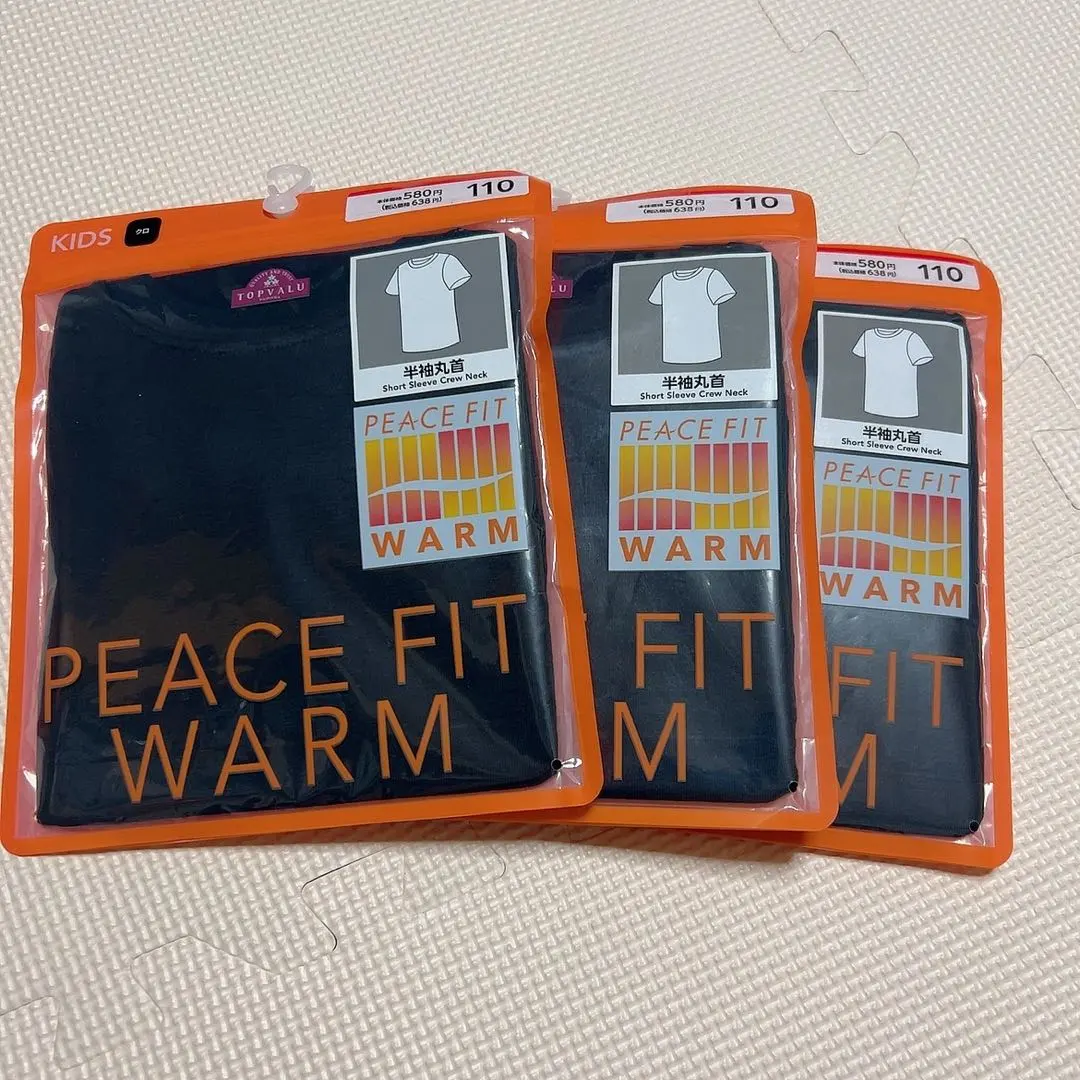 KIDS
クロ
本体価格580円
(税込価格638円)
110
QUALITY AND TRUST
TOPVALU
半袖丸首
Short Sleeve Crew Neck
PEACE FIT
WARM
PEACE FIT
WARM
本体価格580円
(税込価格638円)
110
ALU
半袖丸首
Short Sleeve Crew Neck
PEACE FIT
WARM
FIT
M
本体価格580円
(税込価格638円)
110
半袖丸首
Short Sleeve Crew Neck
PEACE FIT
WARM
FIT
M